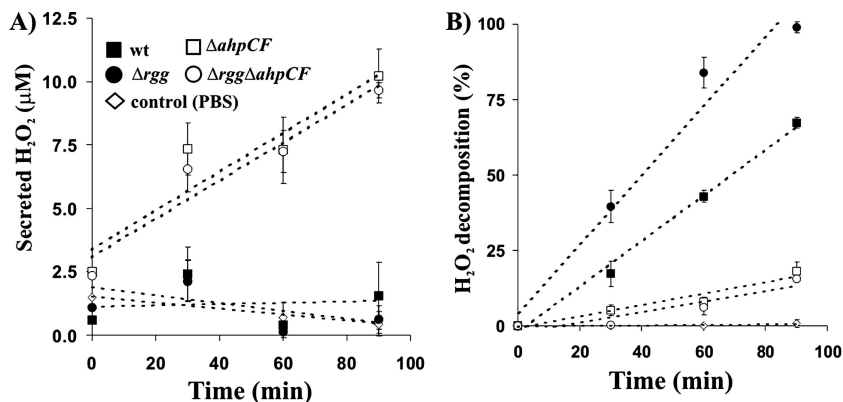 A)
wt ΔahpCF
Δrgg ΔrggΔahpCF
control (PBS)
Secreted H₂O₂ (μM)
10.0
7.5
5.0
2.5
0.0
0 20 40 60 80 100
Time (min)
B)
H₂O₂ decomposition (%)
100
75
50
25
0
0 20 40 60 80 100
Time (min)